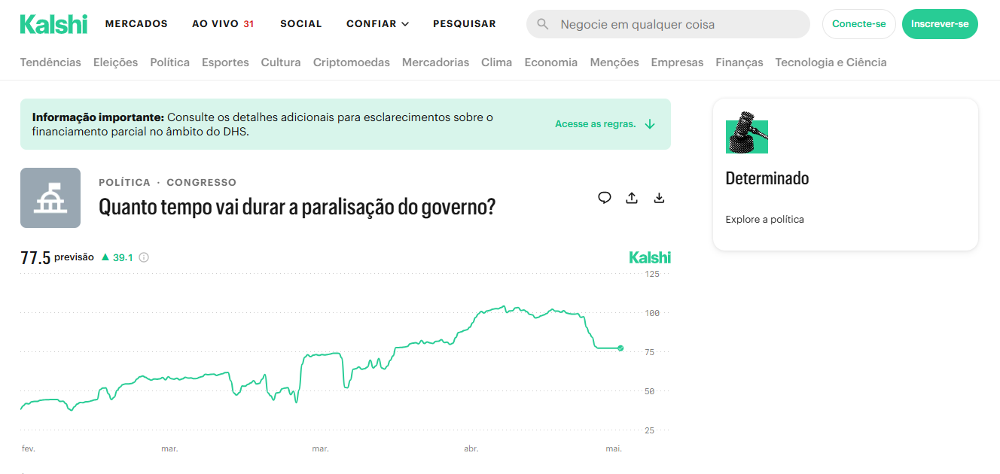 Kalshi
MERCADOS
AO VIVO 31
SOCIAL
CONFIAR
PESQUISAR
Negocie em qualquer coisa
Conecte-se
Inscrever-se
Tendências Eleições Política Esportes Cultura Criptomoedas Mercadorias Clima Economia Menções Empresas Finanças Tecnologia e Ciência
Informação importante: Consulte os detalhes adicionais para esclarecimentos sobre o
financiamento parcial no âmbito do DHS.
Acesse as regras.
POLÍTICA · CONGRESSO
Quanto tempo vai durar a paralisação do governo?
77.5 previsão ▲ 39.1
Kalshi
125
100
75
50
25
fev. mar. mar. abr. mai.
Determinado
Explore a política